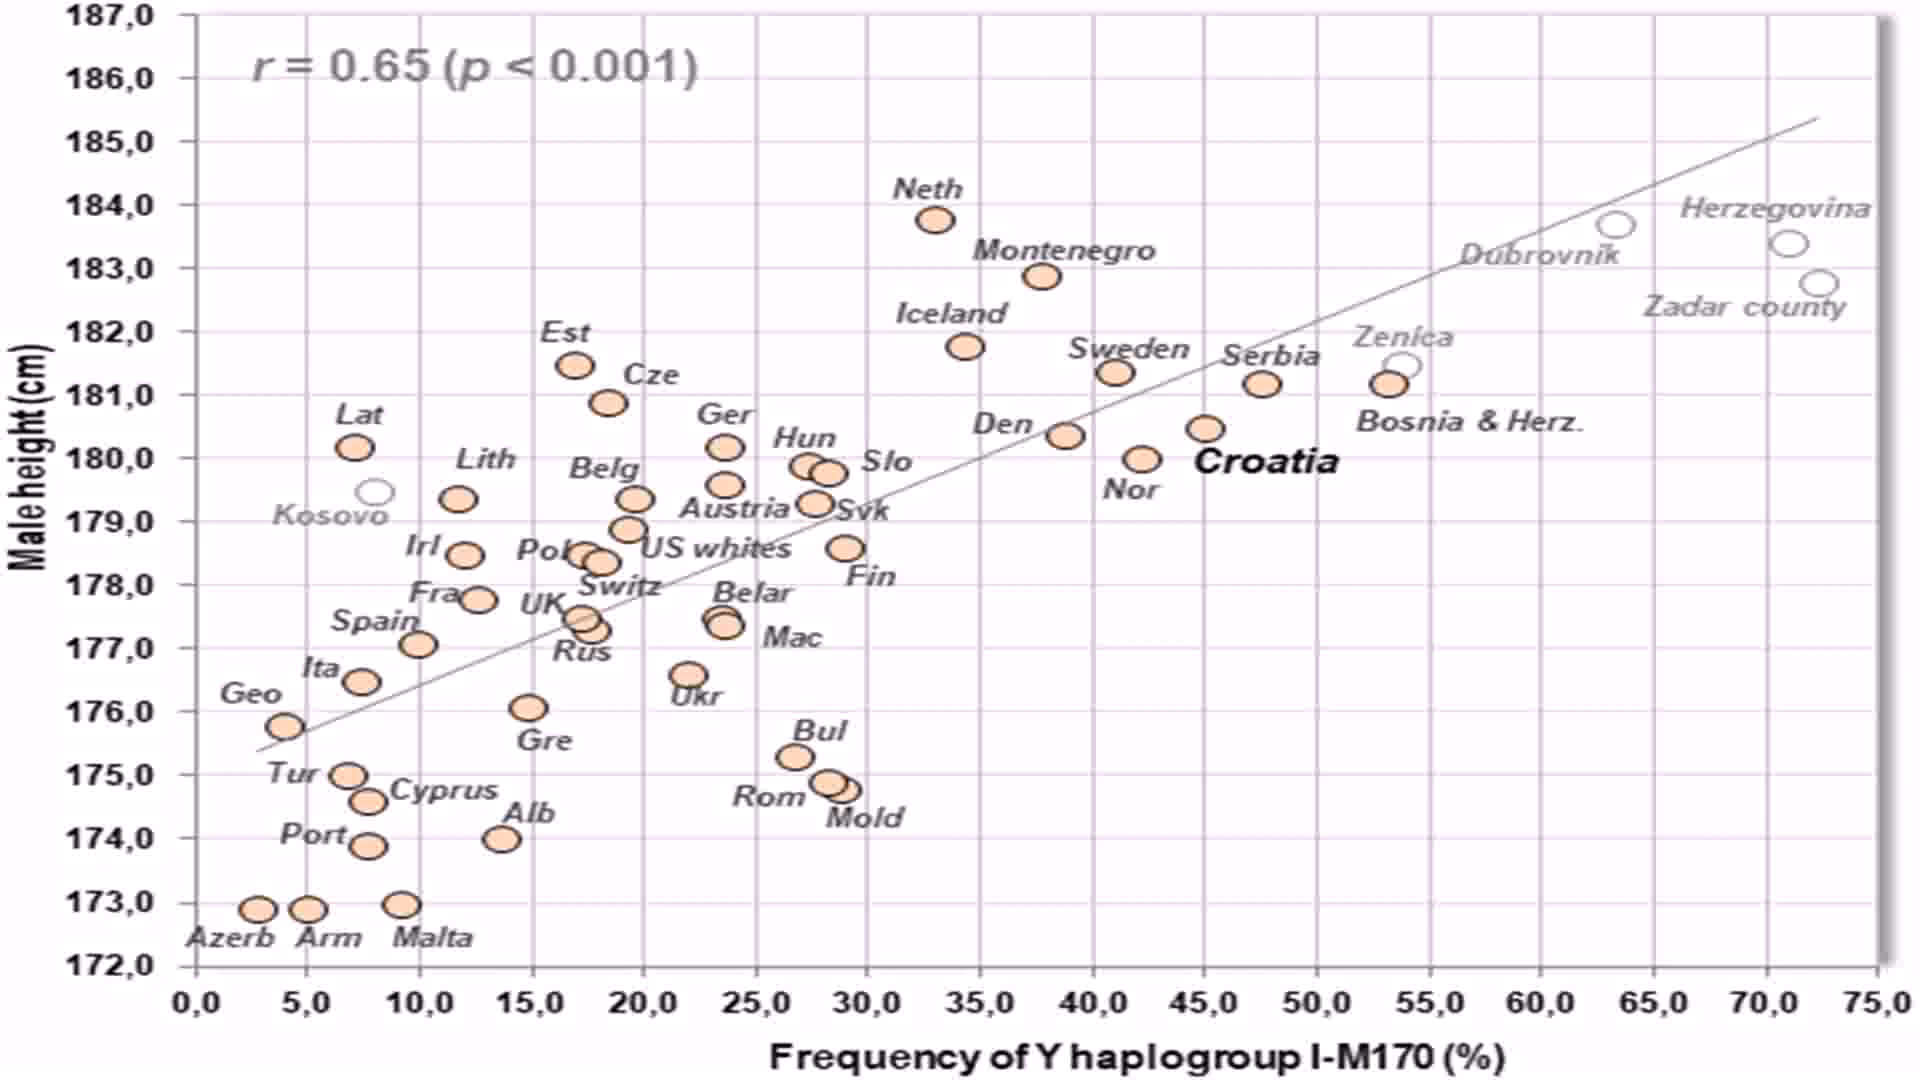 187,0
r = 0.65 (p < 0.001)
186,0
185,0
184,0
Neth
Herzegovina
Montenegro
Dubrovnik
183,0
Iceland
Zadar county
182,0
Est
Sweden
Serbia
Zenica
Cze
181,0
Lat
Ger
Den
Bosnia & Herz.
Hun
180,0
Lith
Belg
Slo
Croatia
Nor
Kosovo
Austria
Svk
179,0
Irl
Pol
US whites
Fin
178,0
Fra
Switz
Belar
UK
Spain
177,0
Rus
Mac
Ita
Geo
Ukr
176,0
Gre
Bul
175,0
Tur
Cyprus
Rom
Alb
Mold
174,0
Port
173,0
Azerb
Arm
Malta
172,0
Male height (cm)
0,0 5,0 10,0 15,0 20,0 25,0 30,0 35,0 40,0 45,0 50,0 55,0 60,0 65,0 70,0 75,0
Frequency of Y haplogroup I-M170 (%)